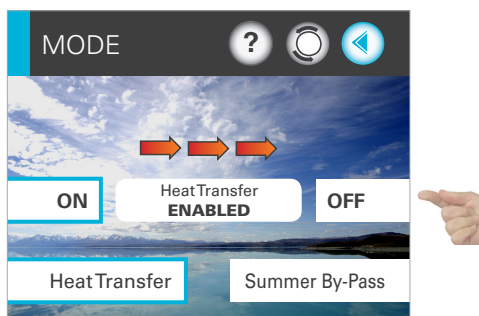 MODE ?
Heat Transfer
ON ENABLED OFF
Heat Transfer Summer By-Pass